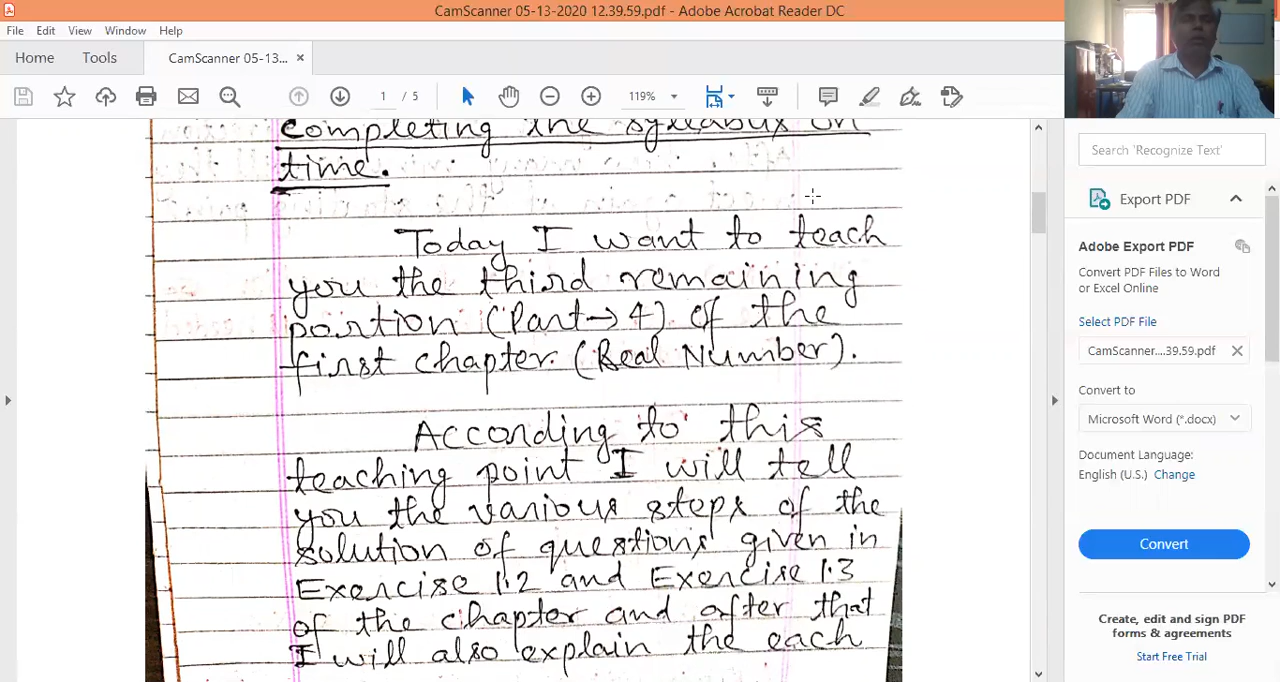 CamScanner 05-13-2020 12.39.59.pdf - Adobe Acrobat Reader DC
File Edit View Window Help
Home Tools CamScanner 05-13... ×
1 / 5 119%
Search 'Recognize Text'
Export PDF
Adobe Export PDF
Convert PDF Files to Word
or Excel Online
Select PDF File
CamScanner....39.59.pdf ×
Convert to
Microsoft Word (*.docx)
Document Language:
English (U.S.) Change
Convert
Create, edit and sign PDF
forms & agreements
Start Free Trial
completing the syllabus on
time.
Today I want to teach
you the third remaining
portion (Part→4) of the
first chapter. (Real Number).
According to this
teaching point I will tell
you the various steps of the
solution of questions given in
Exercise 1.2 and Exercise 1.3
of the chapter and after that
I will also explain the each